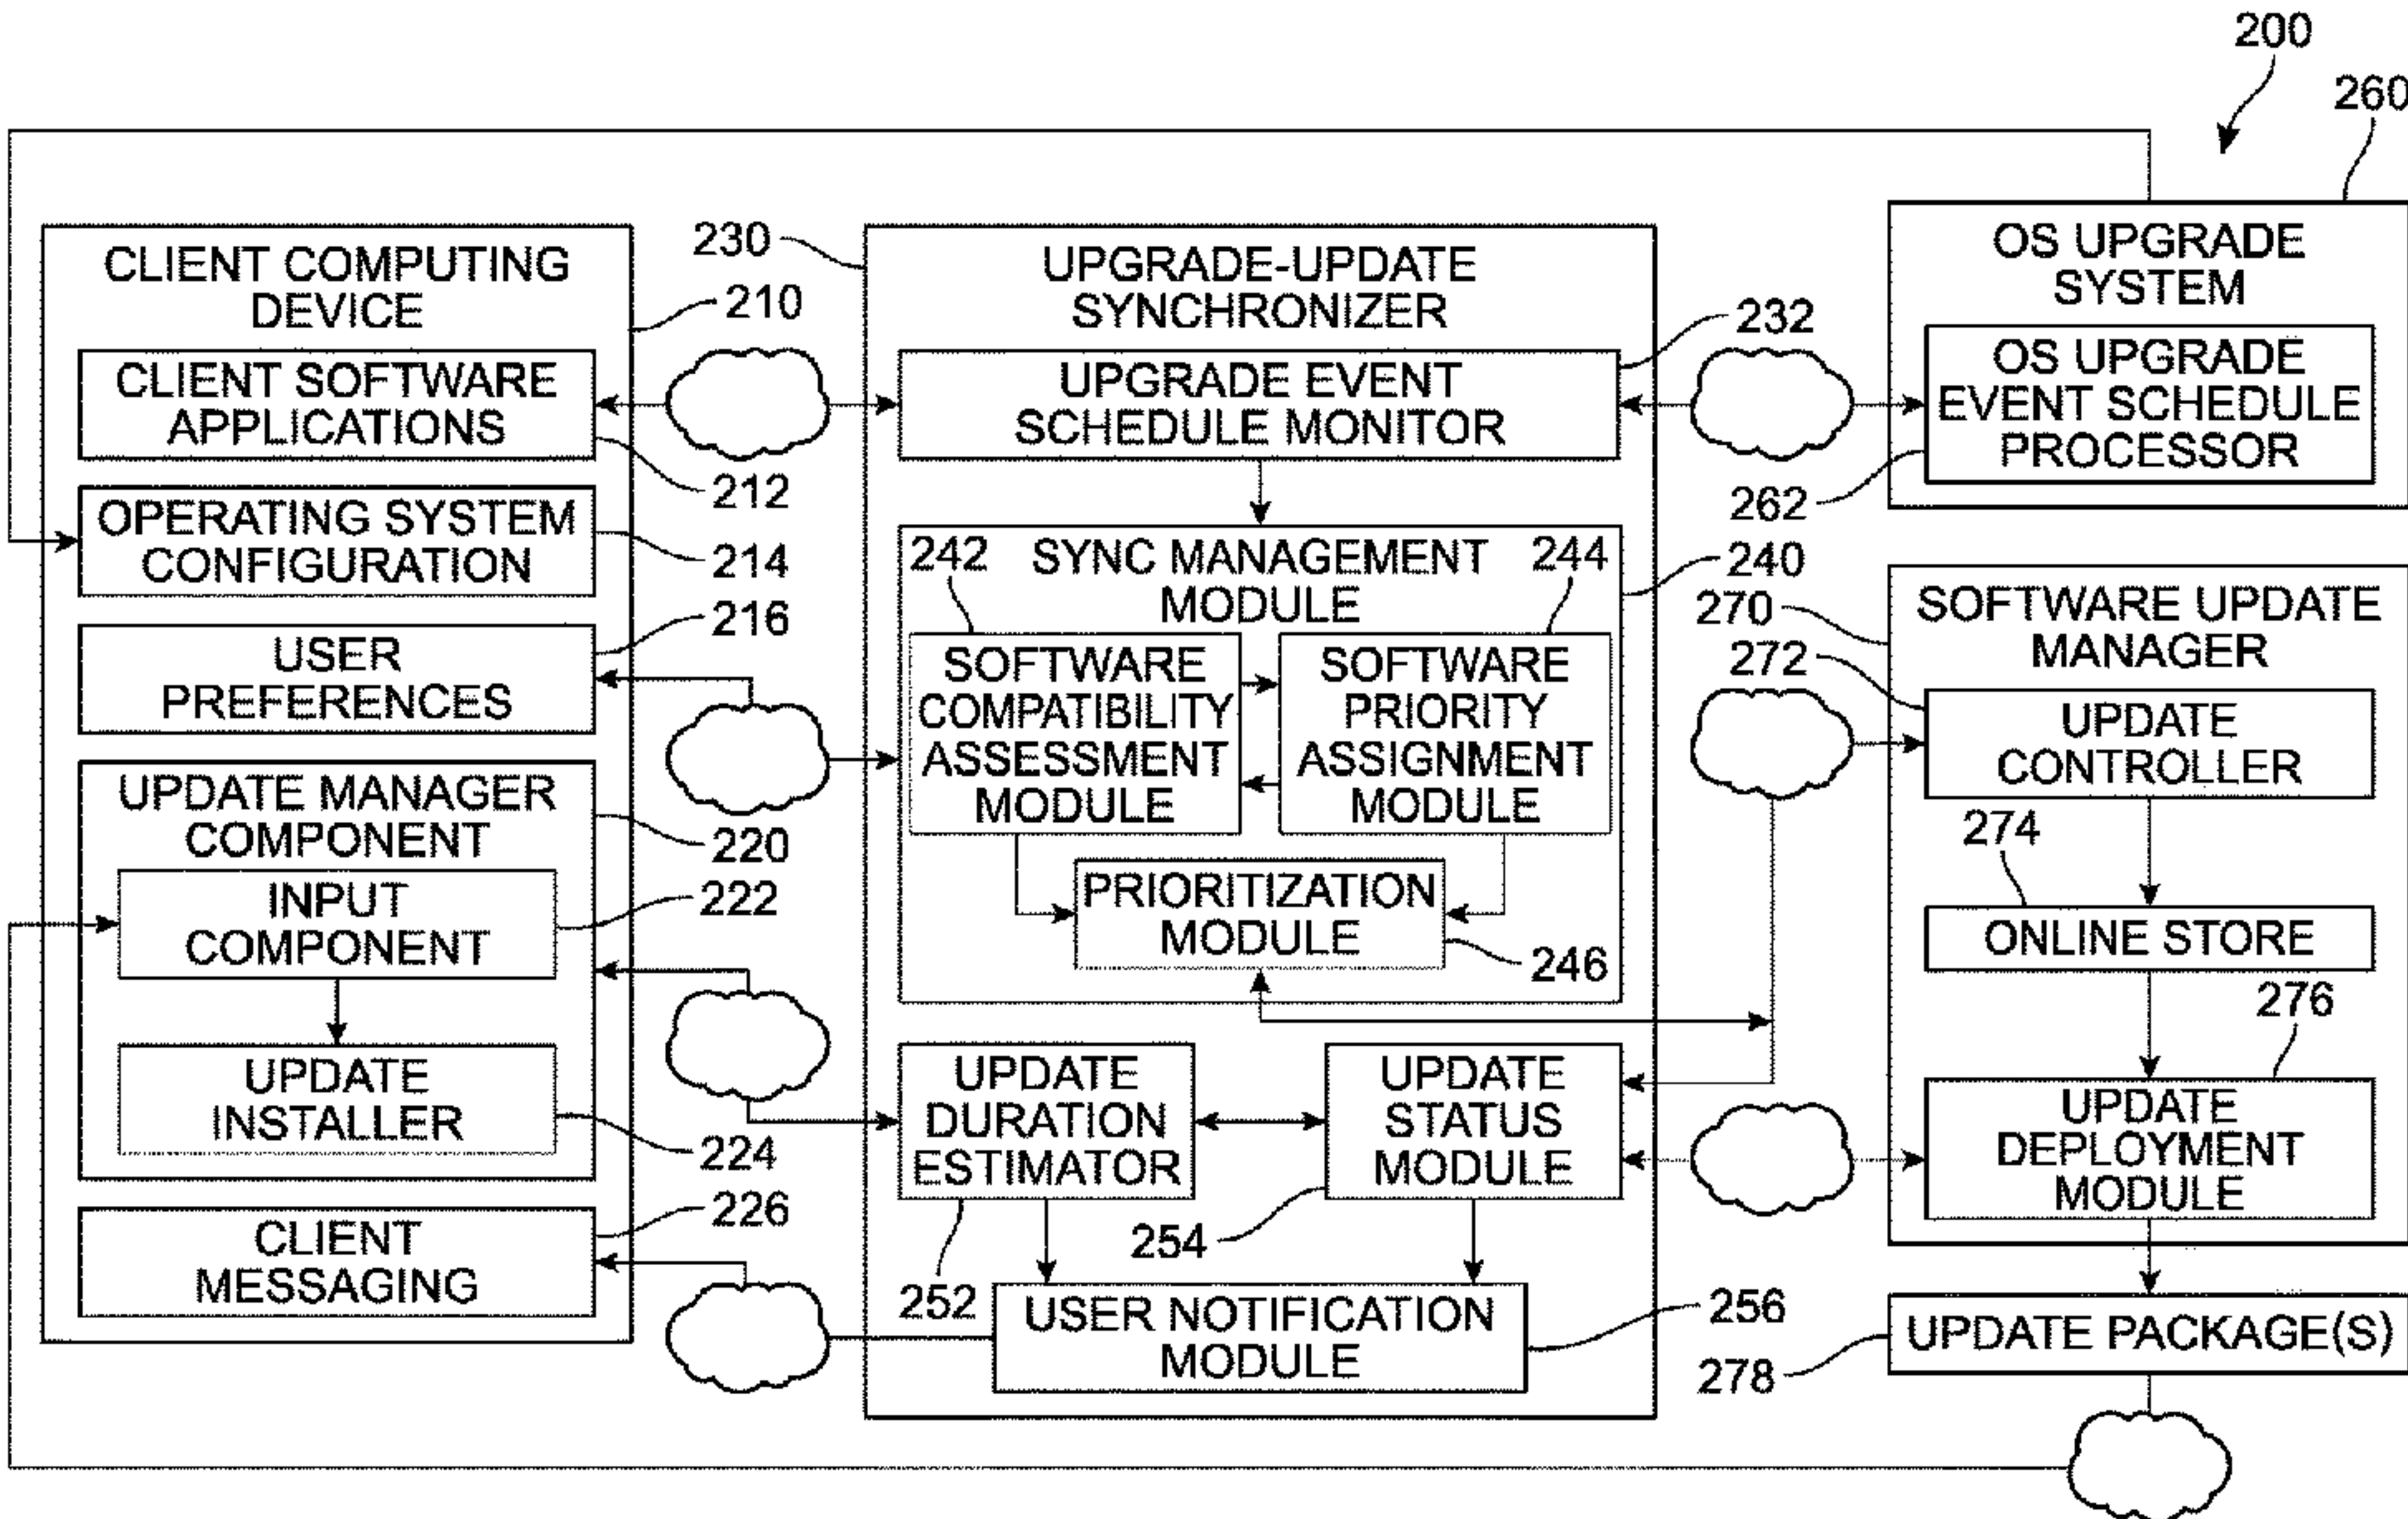 200
260
CLIENT COMPUTING
DEVICE
210
CLIENT SOFTWARE
APPLICATIONS
212
OPERATING SYSTEM
CONFIGURATION
214
USER
PREFERENCES
216
UPDATE MANAGER
COMPONENT
220
INPUT
COMPONENT
222
UPDATE
INSTALLER
224
CLIENT
MESSAGING
226
230
UPGRADE-UPDATE
SYNCHRONIZER
UPGRADE EVENT
SCHEDULE MONITOR
232
SYNC MANAGEMENT
MODULE
240
242
SOFTWARE
COMPATIBILITY
ASSESSMENT
MODULE
244
SOFTWARE
PRIORITY
ASSIGNMENT
MODULE
PRIORITIZATION
MODULE
246
UPDATE
DURATION
ESTIMATOR
252
UPDATE
STATUS
MODULE
254
USER NOTIFICATION
MODULE
256
OS UPGRADE
SYSTEM
OS UPGRADE
EVENT SCHEDULE
PROCESSOR
262
270
SOFTWARE UPDATE
MANAGER
272
UPDATE
CONTROLLER
274
ONLINE STORE
276
UPDATE
DEPLOYMENT
MODULE
UPDATE PACKAGE(S)
278